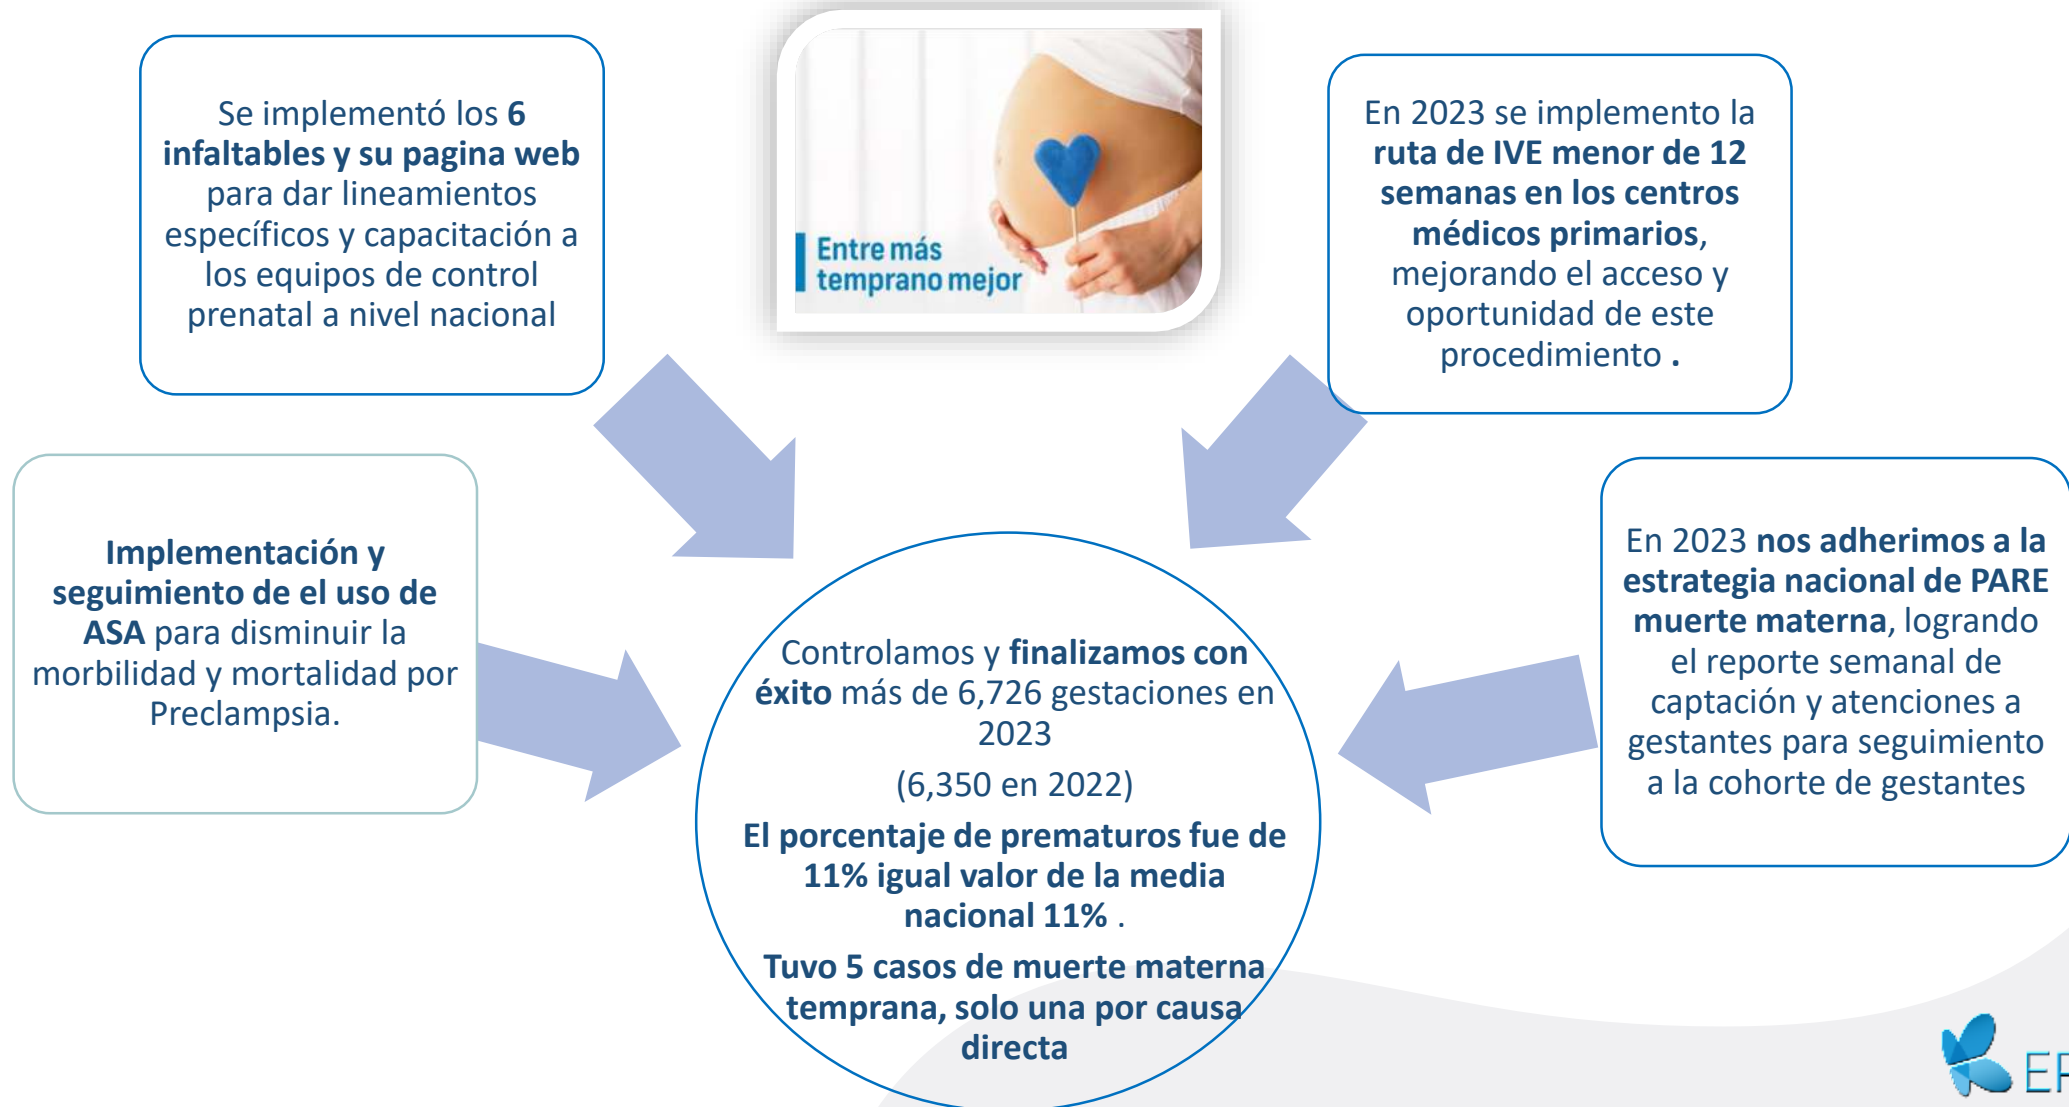 Se implementó los 6
infaltables y su pagina web
para dar lineamientos
específicos y capacitación a
los equipos de control
prenatal a nivel nacional
Entre más
temprano mejor
En 2023 se implemento la
ruta de IVE menor de 12
semanas en los centros
médicos primarios,
mejorando el acceso y
oportunidad de este
procedimiento .
Implementación y
seguimiento de el uso de
ASA para disminuir la
morbilidad y mortalidad por
Preclampsia.
En 2023 nos adherimos a la
estrategia nacional de PARE
muerte materna, logrando
el reporte semanal de
captación y atenciones a
gestantes para seguimiento
a la cohorte de gestantes
Controlamos y finalizamos con
éxito más de 6,726 gestaciones en
2023
(6,350 en 2022)
El porcentaje de prematuros fue de
11% igual valor de la media
nacional 11% .
Tuvo 5 casos de muerte materna
temprana, solo una por causa
directa